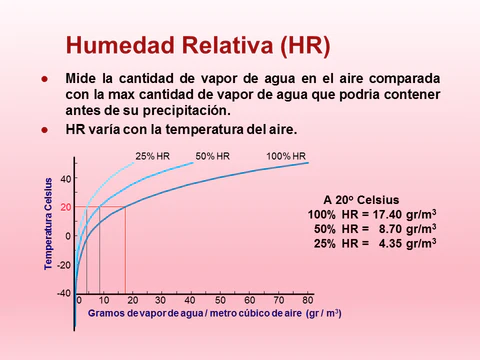 Humedad Relativa (HR)
● Mide la cantidad de vapor de agua en el aire comparada
con la max cantidad de vapor de agua que podria contener
antes de su precipitación.
● HR varía con la temperatura del aire.
25% HR 50% HR 100% HR
Temperatura Celsius
40
20
0
-20
-40
0 10 20 30 40 50 60 70 80
Gramos de vapor de agua / metro cúbico de aire (gr / m³)
A 20º Celsius
100% HR = 17.40 gr/m³
50% HR = 8.70 gr/m³
25% HR = 4.35 gr/m³